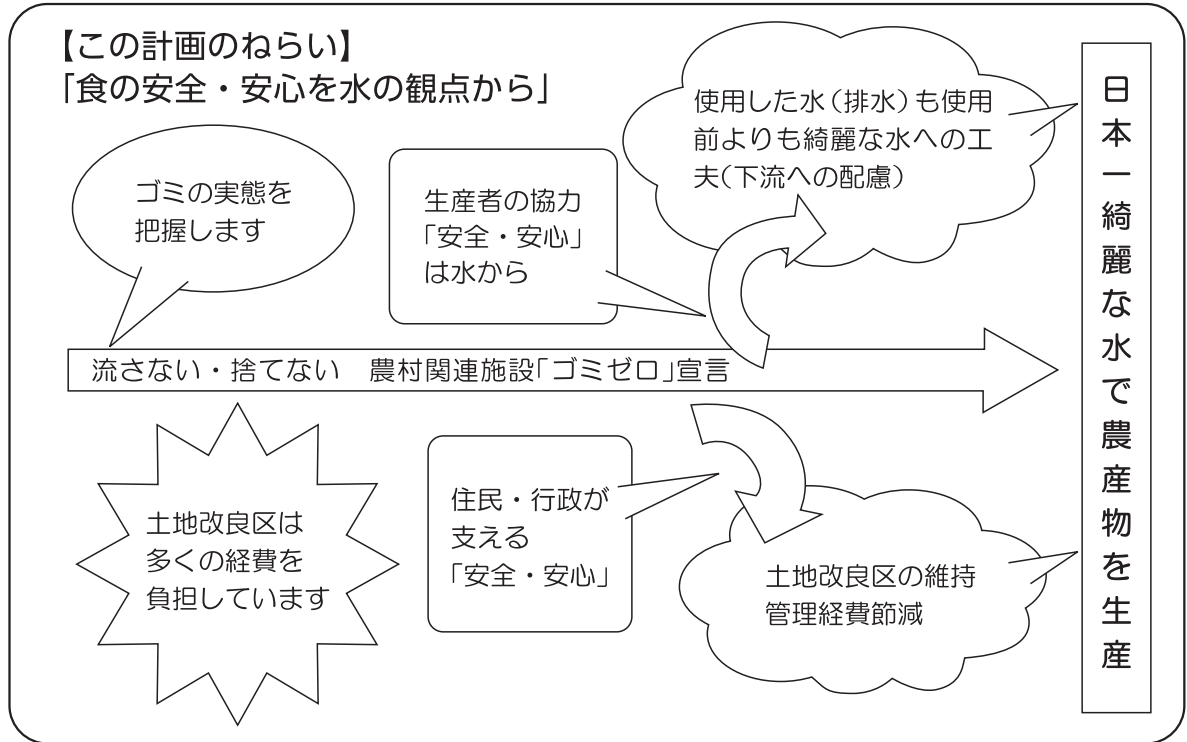 【この計画のねらい】
「食の安全・安心を水の観点から」
ゴミの実態を
把握します
生産者の協力
「安全・安心」
は水から
使用した水（排水）も使用
前よりも綺麗な水への工
夫（下流への配慮）
流さない・捨てない　農村関連施設「ゴミゼロ」宣言
土地改良区は
多くの経費を
負担しています
住民・行政が
支える
「安全・安心」
土地改良区の維持
管理経費節減
日本一綺麗な水で農産物を生産